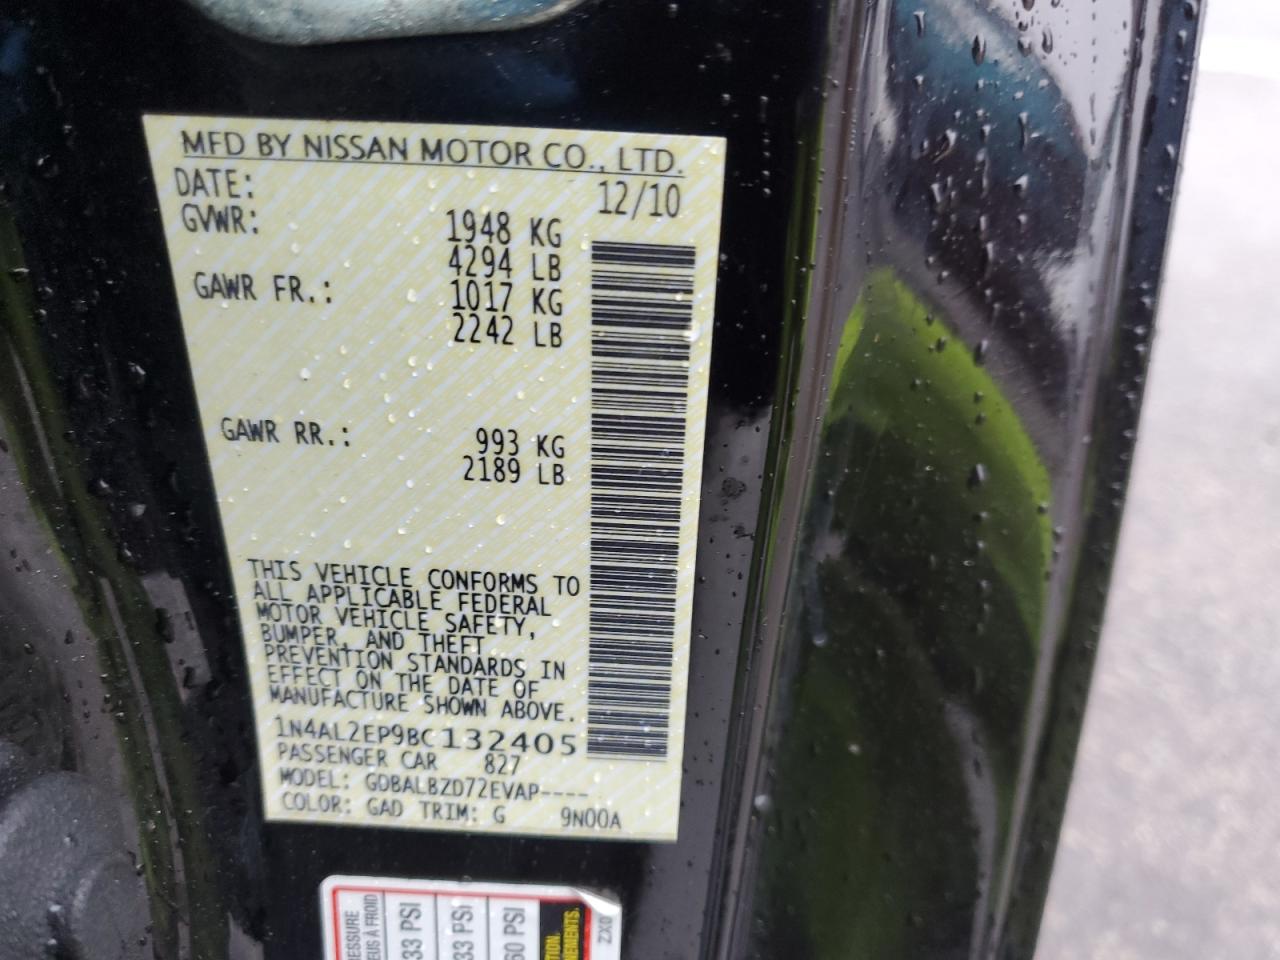 MFD BY NISSAN MOTOR CO., LTD.
DATE: 12/10
GVWR: 1948 KG
4294 LB
GAWR FR.: 1017 KG
2242 LB
GAWR RR.: 993 KG
2189 LB
THIS VEHICLE CONFORMS TO
ALL APPLICABLE FEDERAL
MOTOR VEHICLE SAFETY,
BUMPER, AND THEFT
PREVENTION STANDARDS IN
EFFECT ON THE DATE OF
MANUFACTURE SHOWN ABOVE.
1N4AL2EP9BC132405
PASSENGER CAR 827
MODEL: GDBALBZD72EVAP----
COLOR: GAD TRIM: G 9N00A
33 PSI
33 PSI
60 PSI